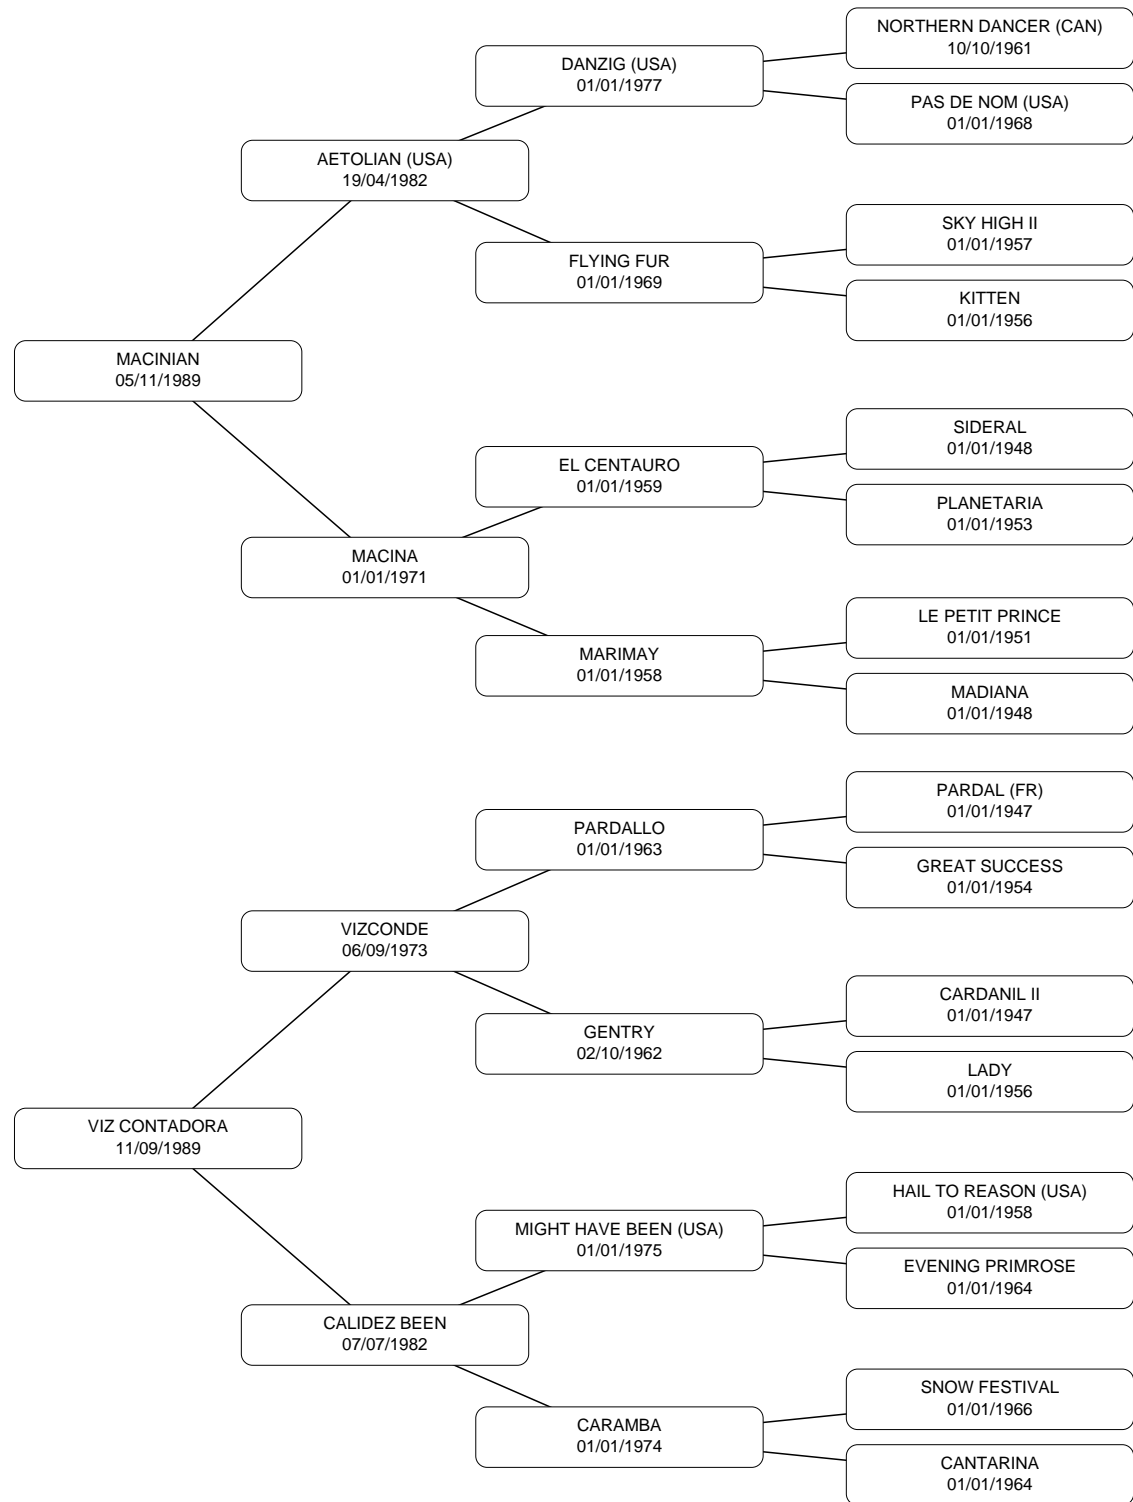 NORTHERN DANCER (CAN)
10/10/1961
DANZIG (USA)
01/01/1977
PAS DE NOM (USA)
01/01/1968
AETOLIAN (USA)
19/04/1982
SKY HIGH II
01/01/1957
FLYING FUR
01/01/1969
KITTEN
01/01/1956
MACINIAN
05/11/1989
SIDERAL
01/01/1948
EL CENTAURO
01/01/1959
PLANETARIA
01/01/1953
MACINA
01/01/1971
LE PETIT PRINCE
01/01/1951
MARIMAY
01/01/1958
MADIANA
01/01/1948
PARDAL (FR)
01/01/1947
PARDALLO
01/01/1963
GREAT SUCCESS
01/01/1954
VIZCONDE
06/09/1973
CARDANIL II
01/01/1947
GENTRY
02/10/1962
LADY
01/01/1956
VIZ CONTADORA
11/09/1989
HAIL TO REASON (USA)
01/01/1958
MIGHT HAVE BEEN (USA)
01/01/1975
EVENING PRIMROSE
01/01/1964
CALIDEZ BEEN
07/07/1982
SNOW FESTIVAL
01/01/1966
CARAMBA
01/01/1974
CANTARINA
01/01/1964